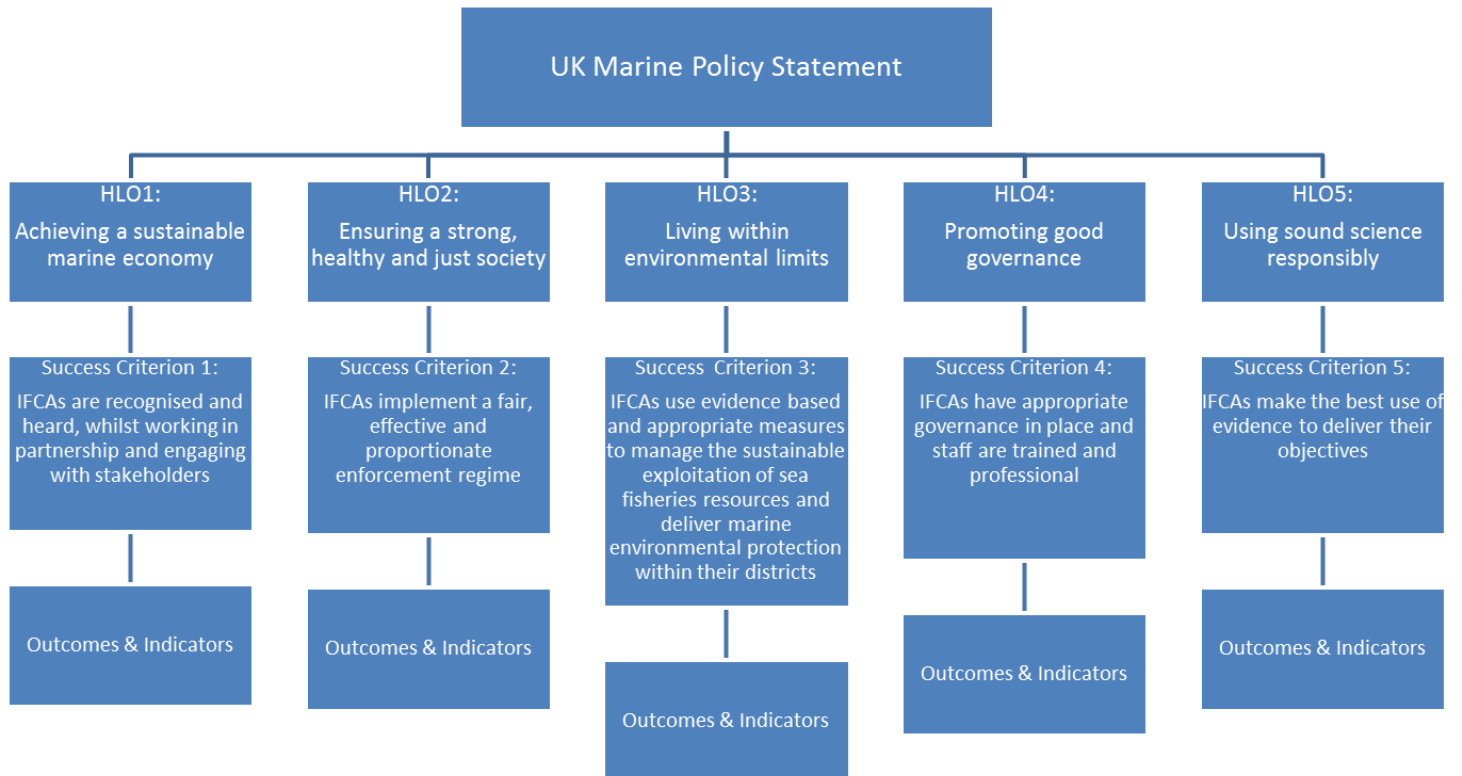 UK Marine Policy Statement
HLO1:
Achieving a sustainable
marine economy
HLO2:
Ensuring a strong,
healthy and just society
HLO3:
Living within
environmental limits
HLO4:
Promoting good
governance
HLO5:
Using sound science
responsibly
Success Criterion 1:
IFCAs are recognised and
heard, whilst working in
partnership and engaging
with stakeholders
Success Criterion 2:
IFCAs implement a fair,
effective and
proportionate
enforcement regime
Success Criterion 3:
IFCAs use evidence based
and appropriate measures
to manage the sustainable
exploitation of sea
fisheries resources and
deliver marine
environmental protection
within their districts
Success Criterion 4:
IFCAs have appropriate
governance in place and
staff are trained and
professional
Success Criterion 5:
IFCAs make the best use of
evidence to deliver their
objectives
Outcomes & Indicators
Outcomes & Indicators
Outcomes & Indicators
Outcomes & Indicators
Outcomes & Indicators